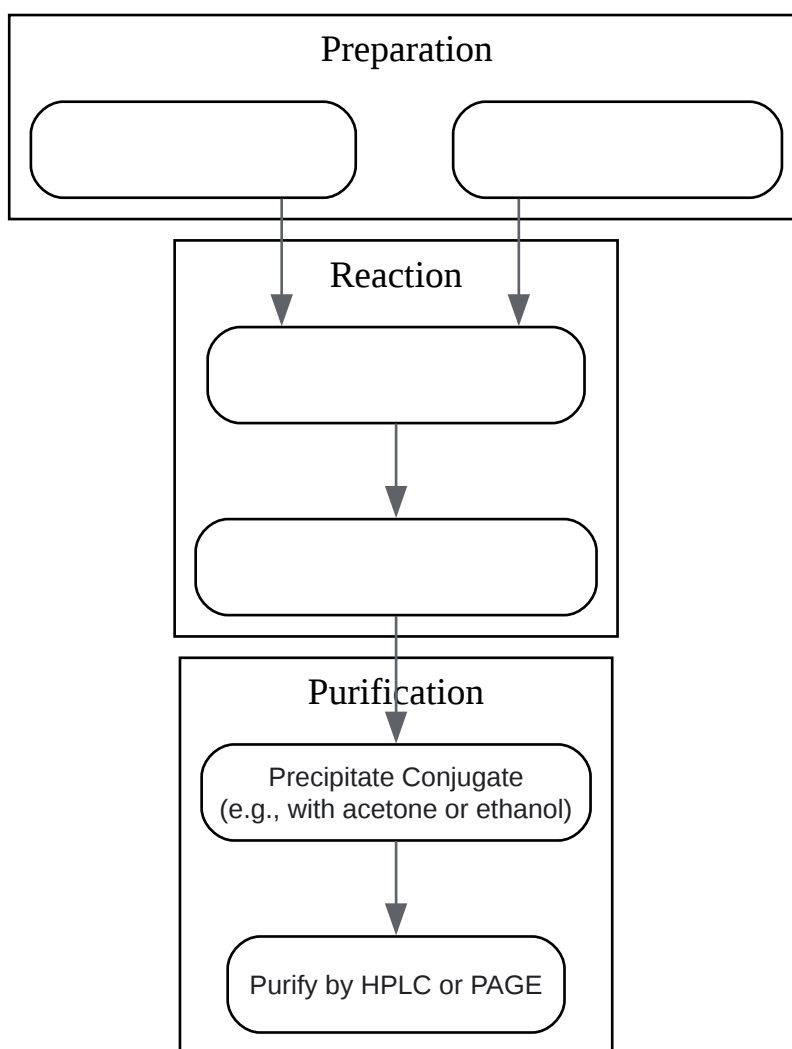 Preparation
Reaction
Purification
Precipitate Conjugate
(e.g., with acetone or ethanol)
Purify by HPLC or PAGE